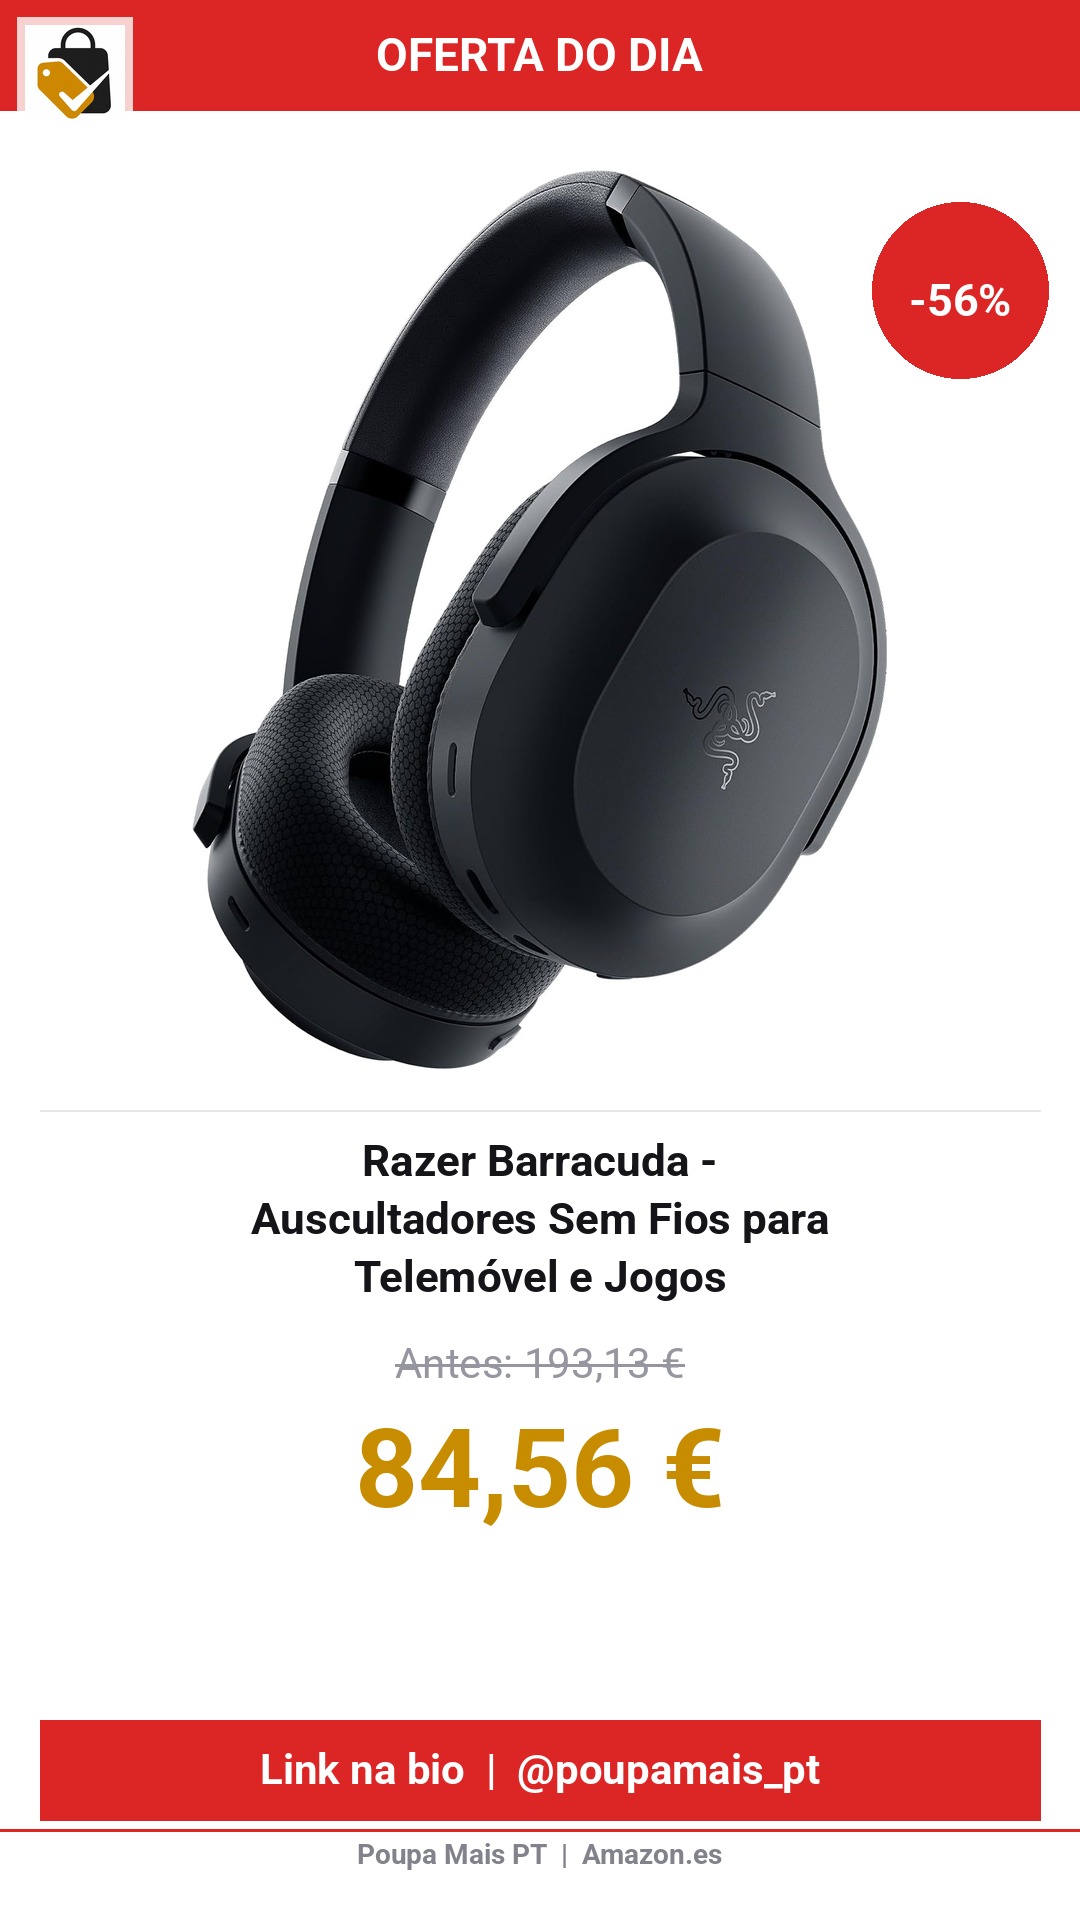 OFERTA DO DIA
-56%
Razer Barracuda -
Auscultadores Sem Fios para
Telemóvel e Jogos
Antes: 193,13 €
84,56 €
Link na bio | @poupamais_pt
Poupa Mais PT | Amazon.es